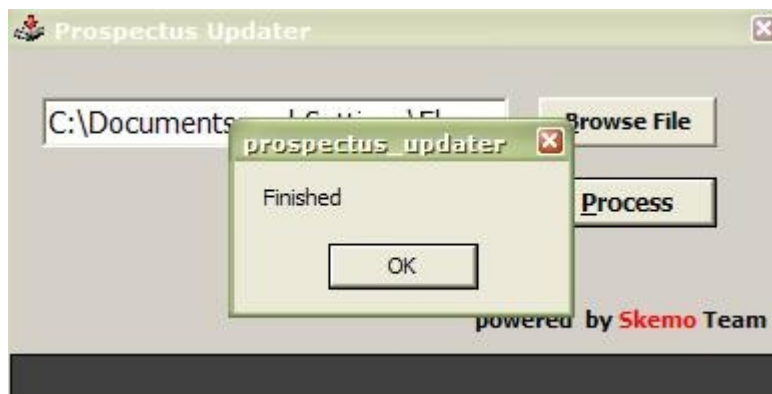 Prospectus Updater
C:\Documents
Browse File
prospectus_updater
Finished
Process
OK
powered by Skemo Team